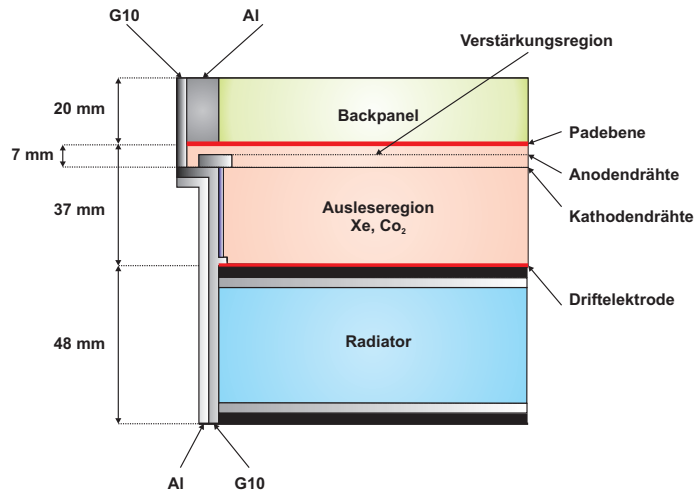 G10
Al
Verstärkungsregion
20 mm
Backpanel
Padebene
7 mm
Anodendrähte
37 mm
Ausleseregion
Xe, Co₂
Kathodendrähte
Driftelektrode
48 mm
Radiator
Al
G10